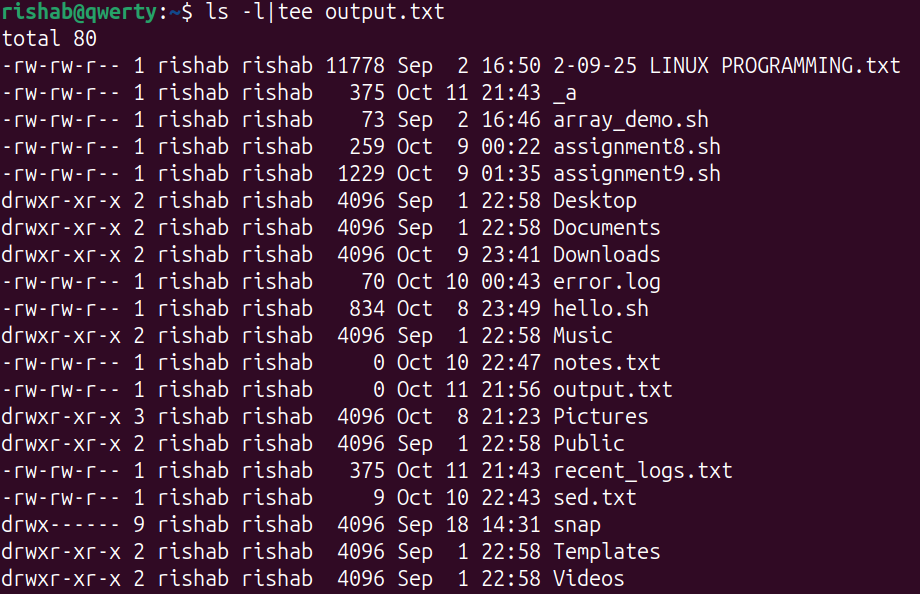 rishab@qwerty:~$ ls -l|tee output.txt
total 80
-rw-rw-r-- 1 rishab rishab 11778 Sep  2 16:50 2-09-25 LINUX PROGRAMMING.txt
-rw-rw-r-- 1 rishab rishab   375 Oct 11 21:43 _a
-rw-rw-r-- 1 rishab rishab    73 Sep  2 16:46 array_demo.sh
-rw-rw-r-- 1 rishab rishab   259 Oct  9 00:22 assignment8.sh
-rw-rw-r-- 1 rishab rishab  1229 Oct  9 01:35 assignment9.sh
drwxr-xr-x 2 rishab rishab  4096 Sep  1 22:58 Desktop
drwxr-xr-x 2 rishab rishab  4096 Sep  1 22:58 Documents
drwxr-xr-x 2 rishab rishab  4096 Oct  9 23:41 Downloads
-rw-rw-r-- 1 rishab rishab    70 Oct 10 00:43 error.log
-rw-rw-r-- 1 rishab rishab   834 Oct  8 23:49 hello.sh
drwxr-xr-x 2 rishab rishab  4096 Sep  1 22:58 Music
-rw-rw-r-- 1 rishab rishab     0 Oct 10 22:47 notes.txt
-rw-rw-r-- 1 rishab rishab     0 Oct 11 21:56 output.txt
drwxr-xr-x 3 rishab rishab  4096 Oct  8 21:23 Pictures
drwxr-xr-x 2 rishab rishab  4096 Sep  1 22:58 Public
-rw-rw-r-- 1 rishab rishab   375 Oct 11 21:43 recent_logs.txt
-rw-rw-r-- 1 rishab rishab     9 Oct 10 22:43 sed.txt
drwx------ 9 rishab rishab  4096 Sep 18 14:31 snap
drwxr-xr-x 2 rishab rishab  4096 Sep  1 22:58 Templates
drwxr-xr-x 2 rishab rishab  4096 Sep  1 22:58 Videos